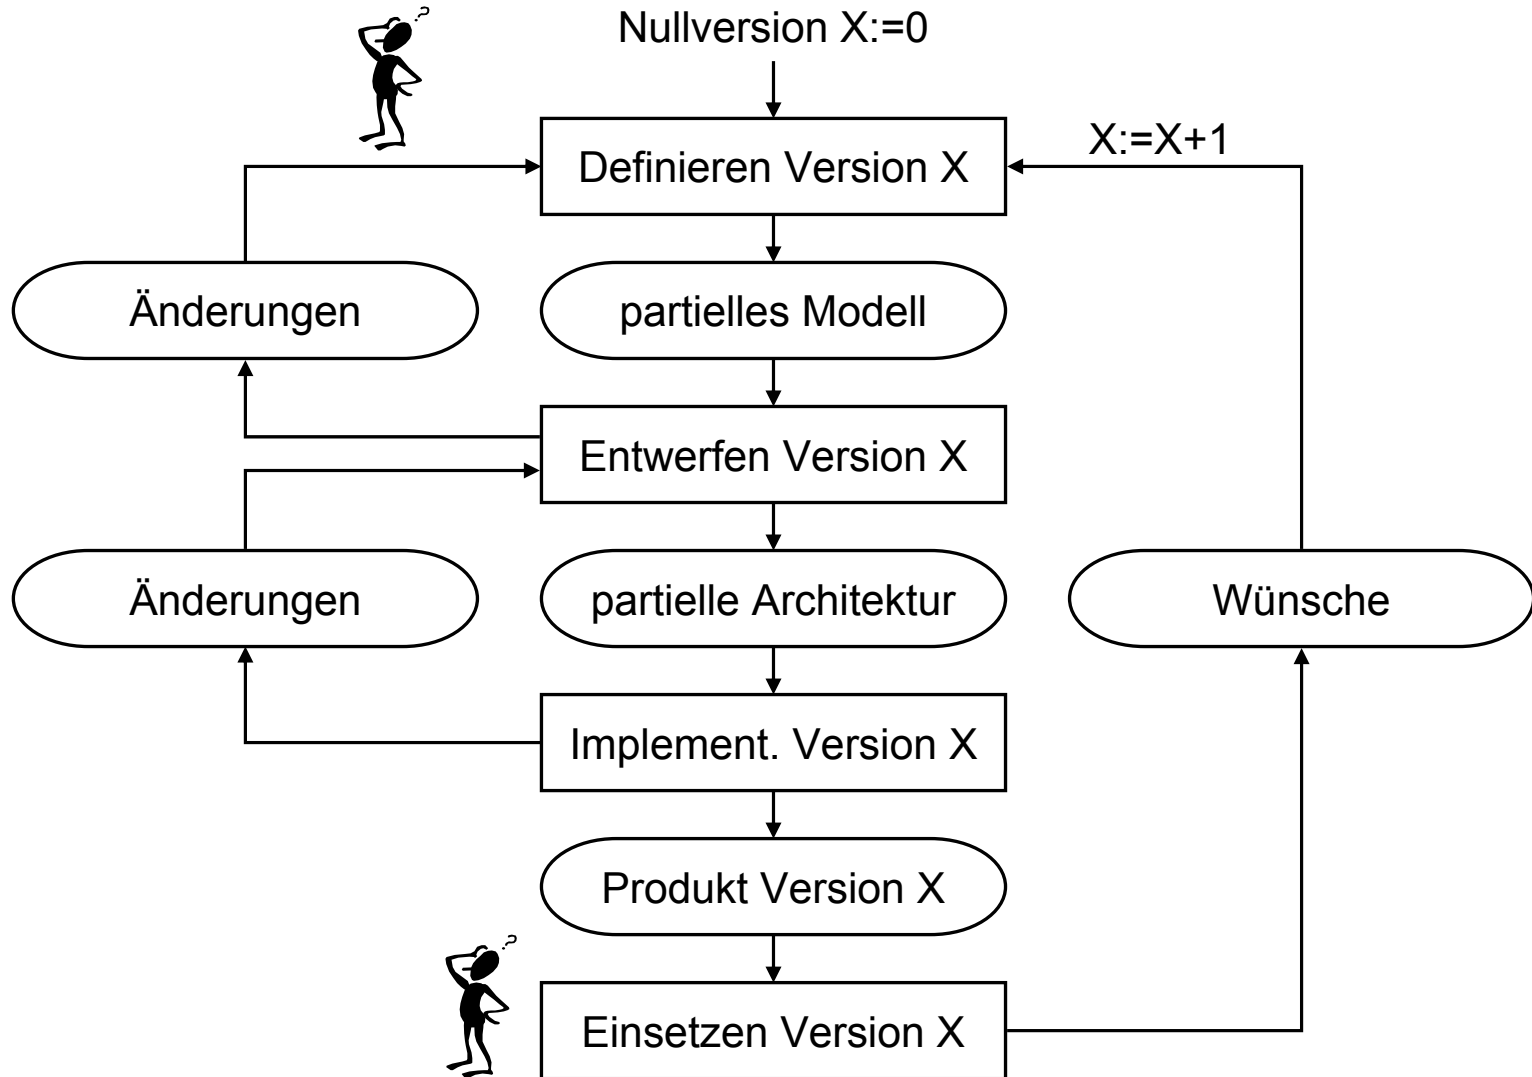 ?
Nullversion X:=0
X:=X+1
Definieren Version X
Änderungen
partielles Modell
Entwerfen Version X
Änderungen
partielle Architektur
Wünsche
Implement. Version X
Produkt Version X
?
Einsetzen Version X